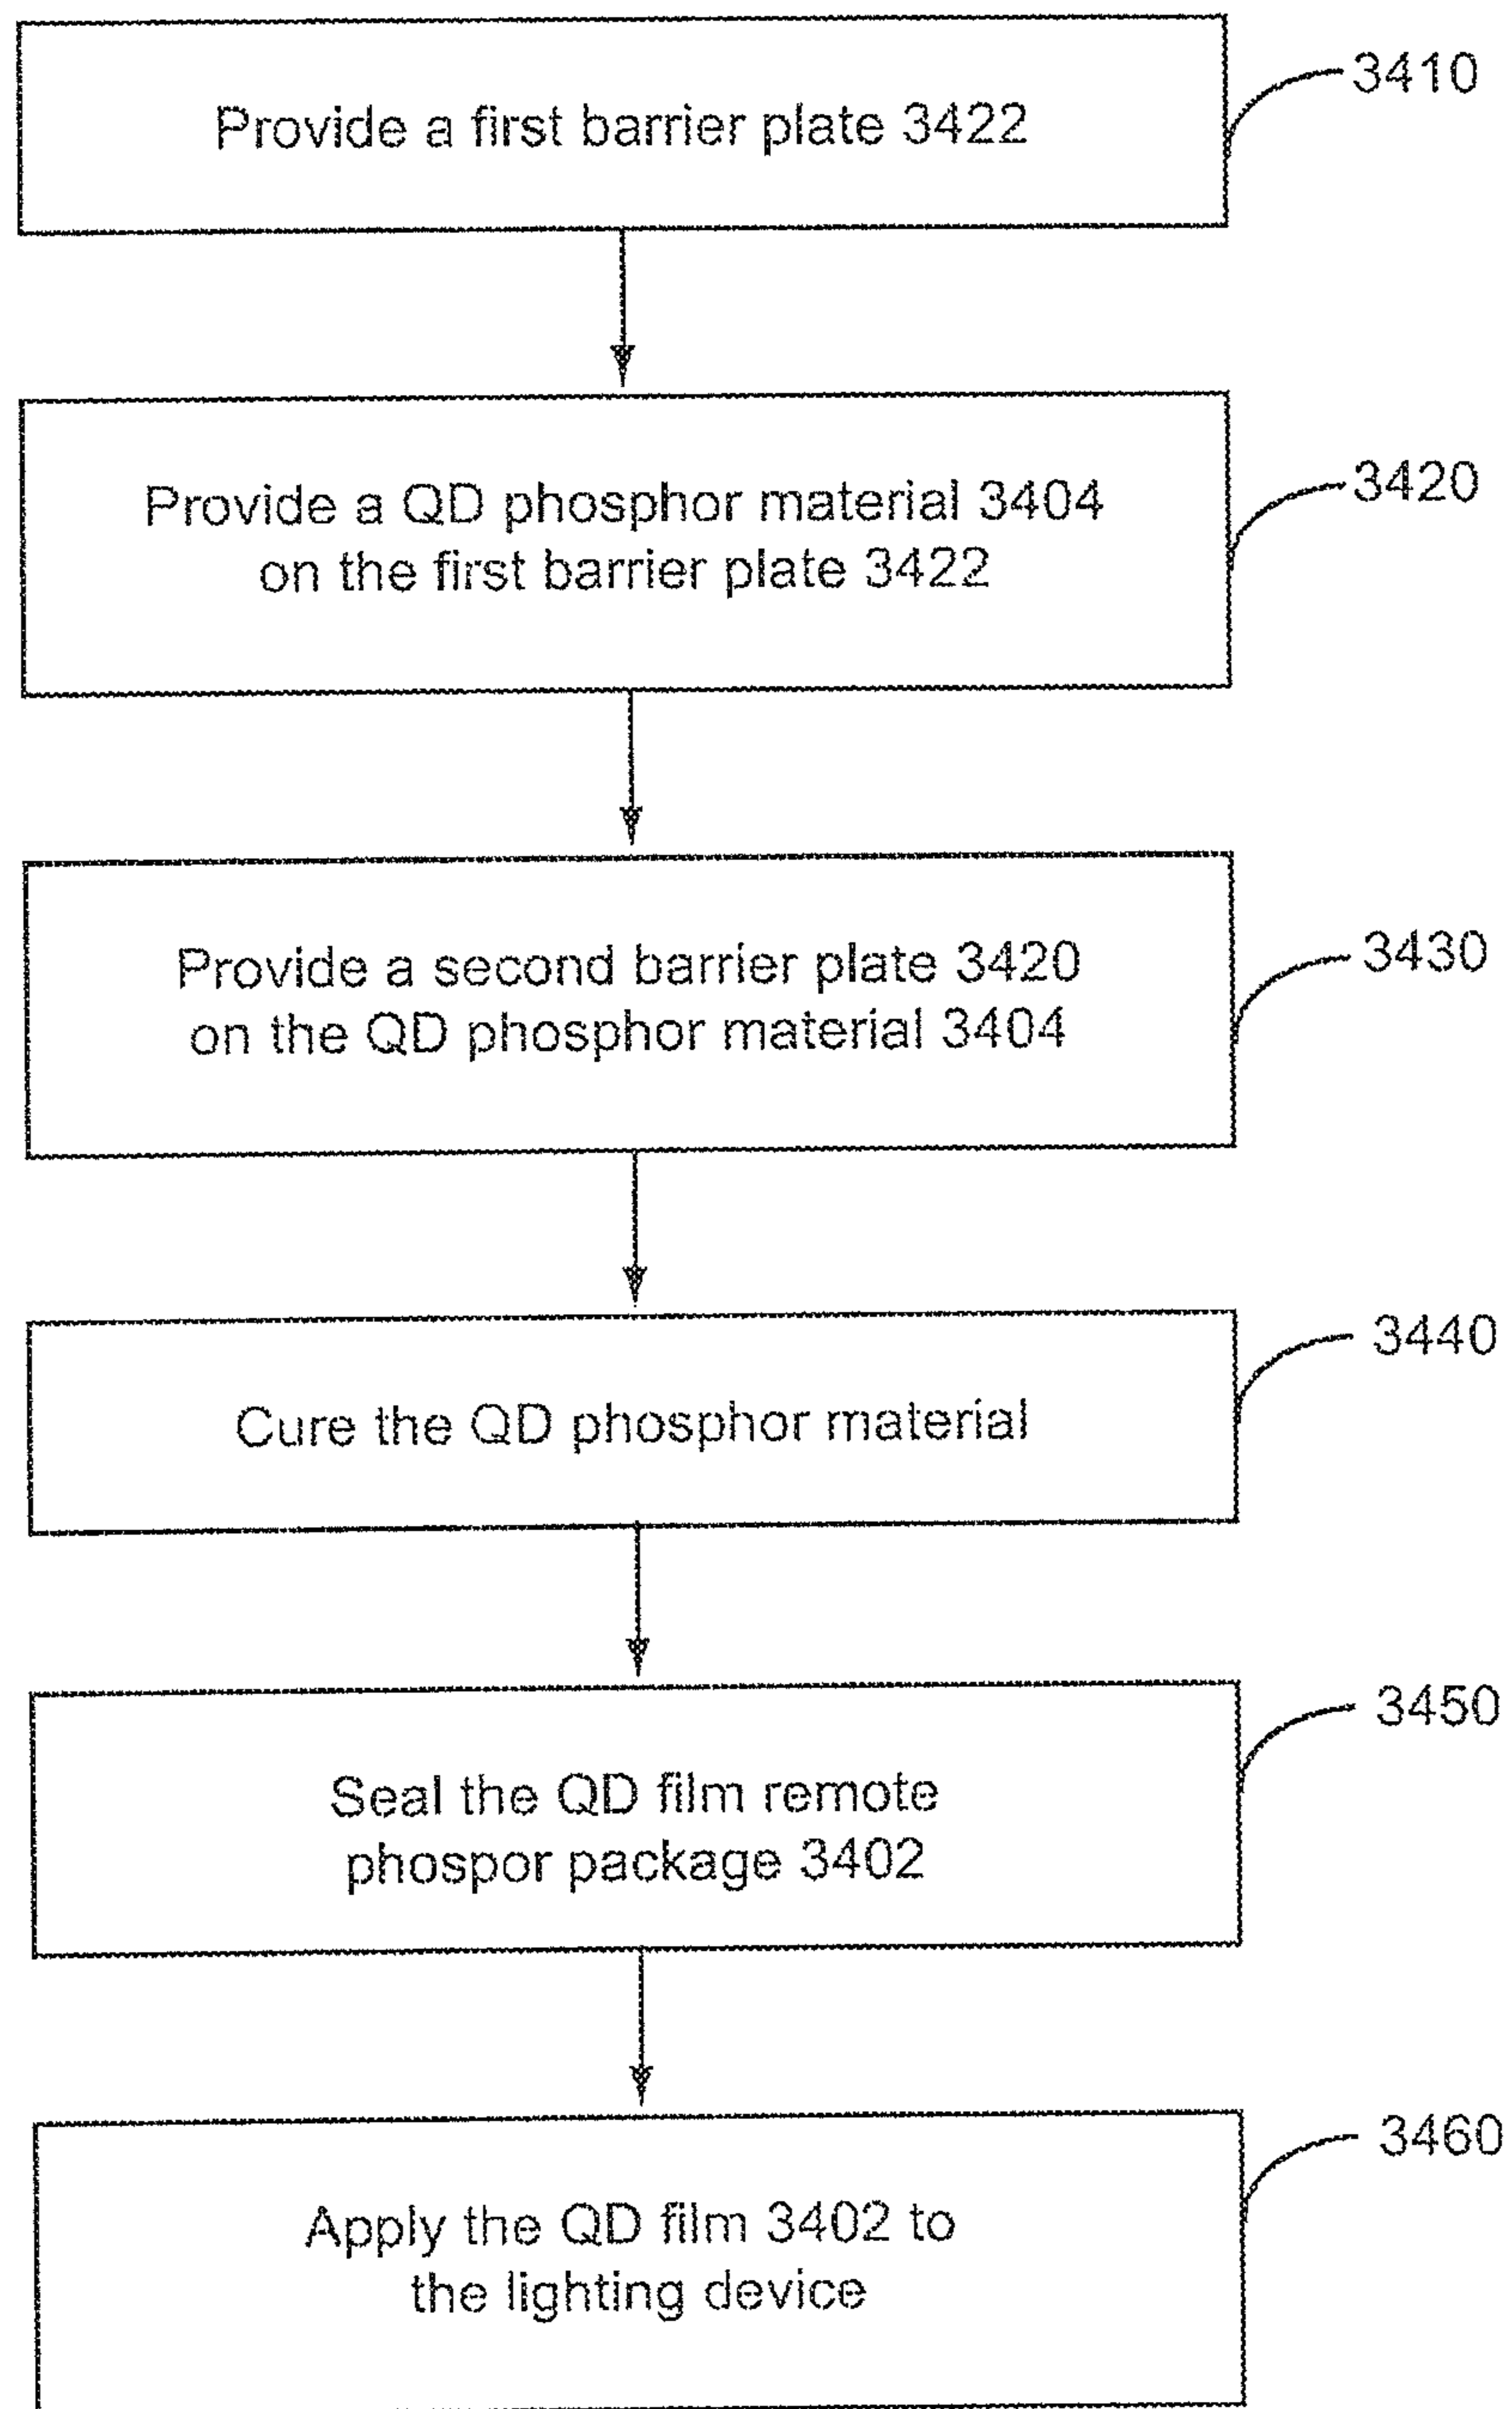 Provide a first barrier plate 3422
3410
Provide a QD phosphor material 3404
on the first barrier plate 3422
3420
Provide a second barrier plate 3420
on the QD phosphor material 3404
3430
Cure the QD phosphor material
3440
Seal the QD film remote
phospor package 3402
3450
Apply the QD film 3402 to
the lighting device
3460